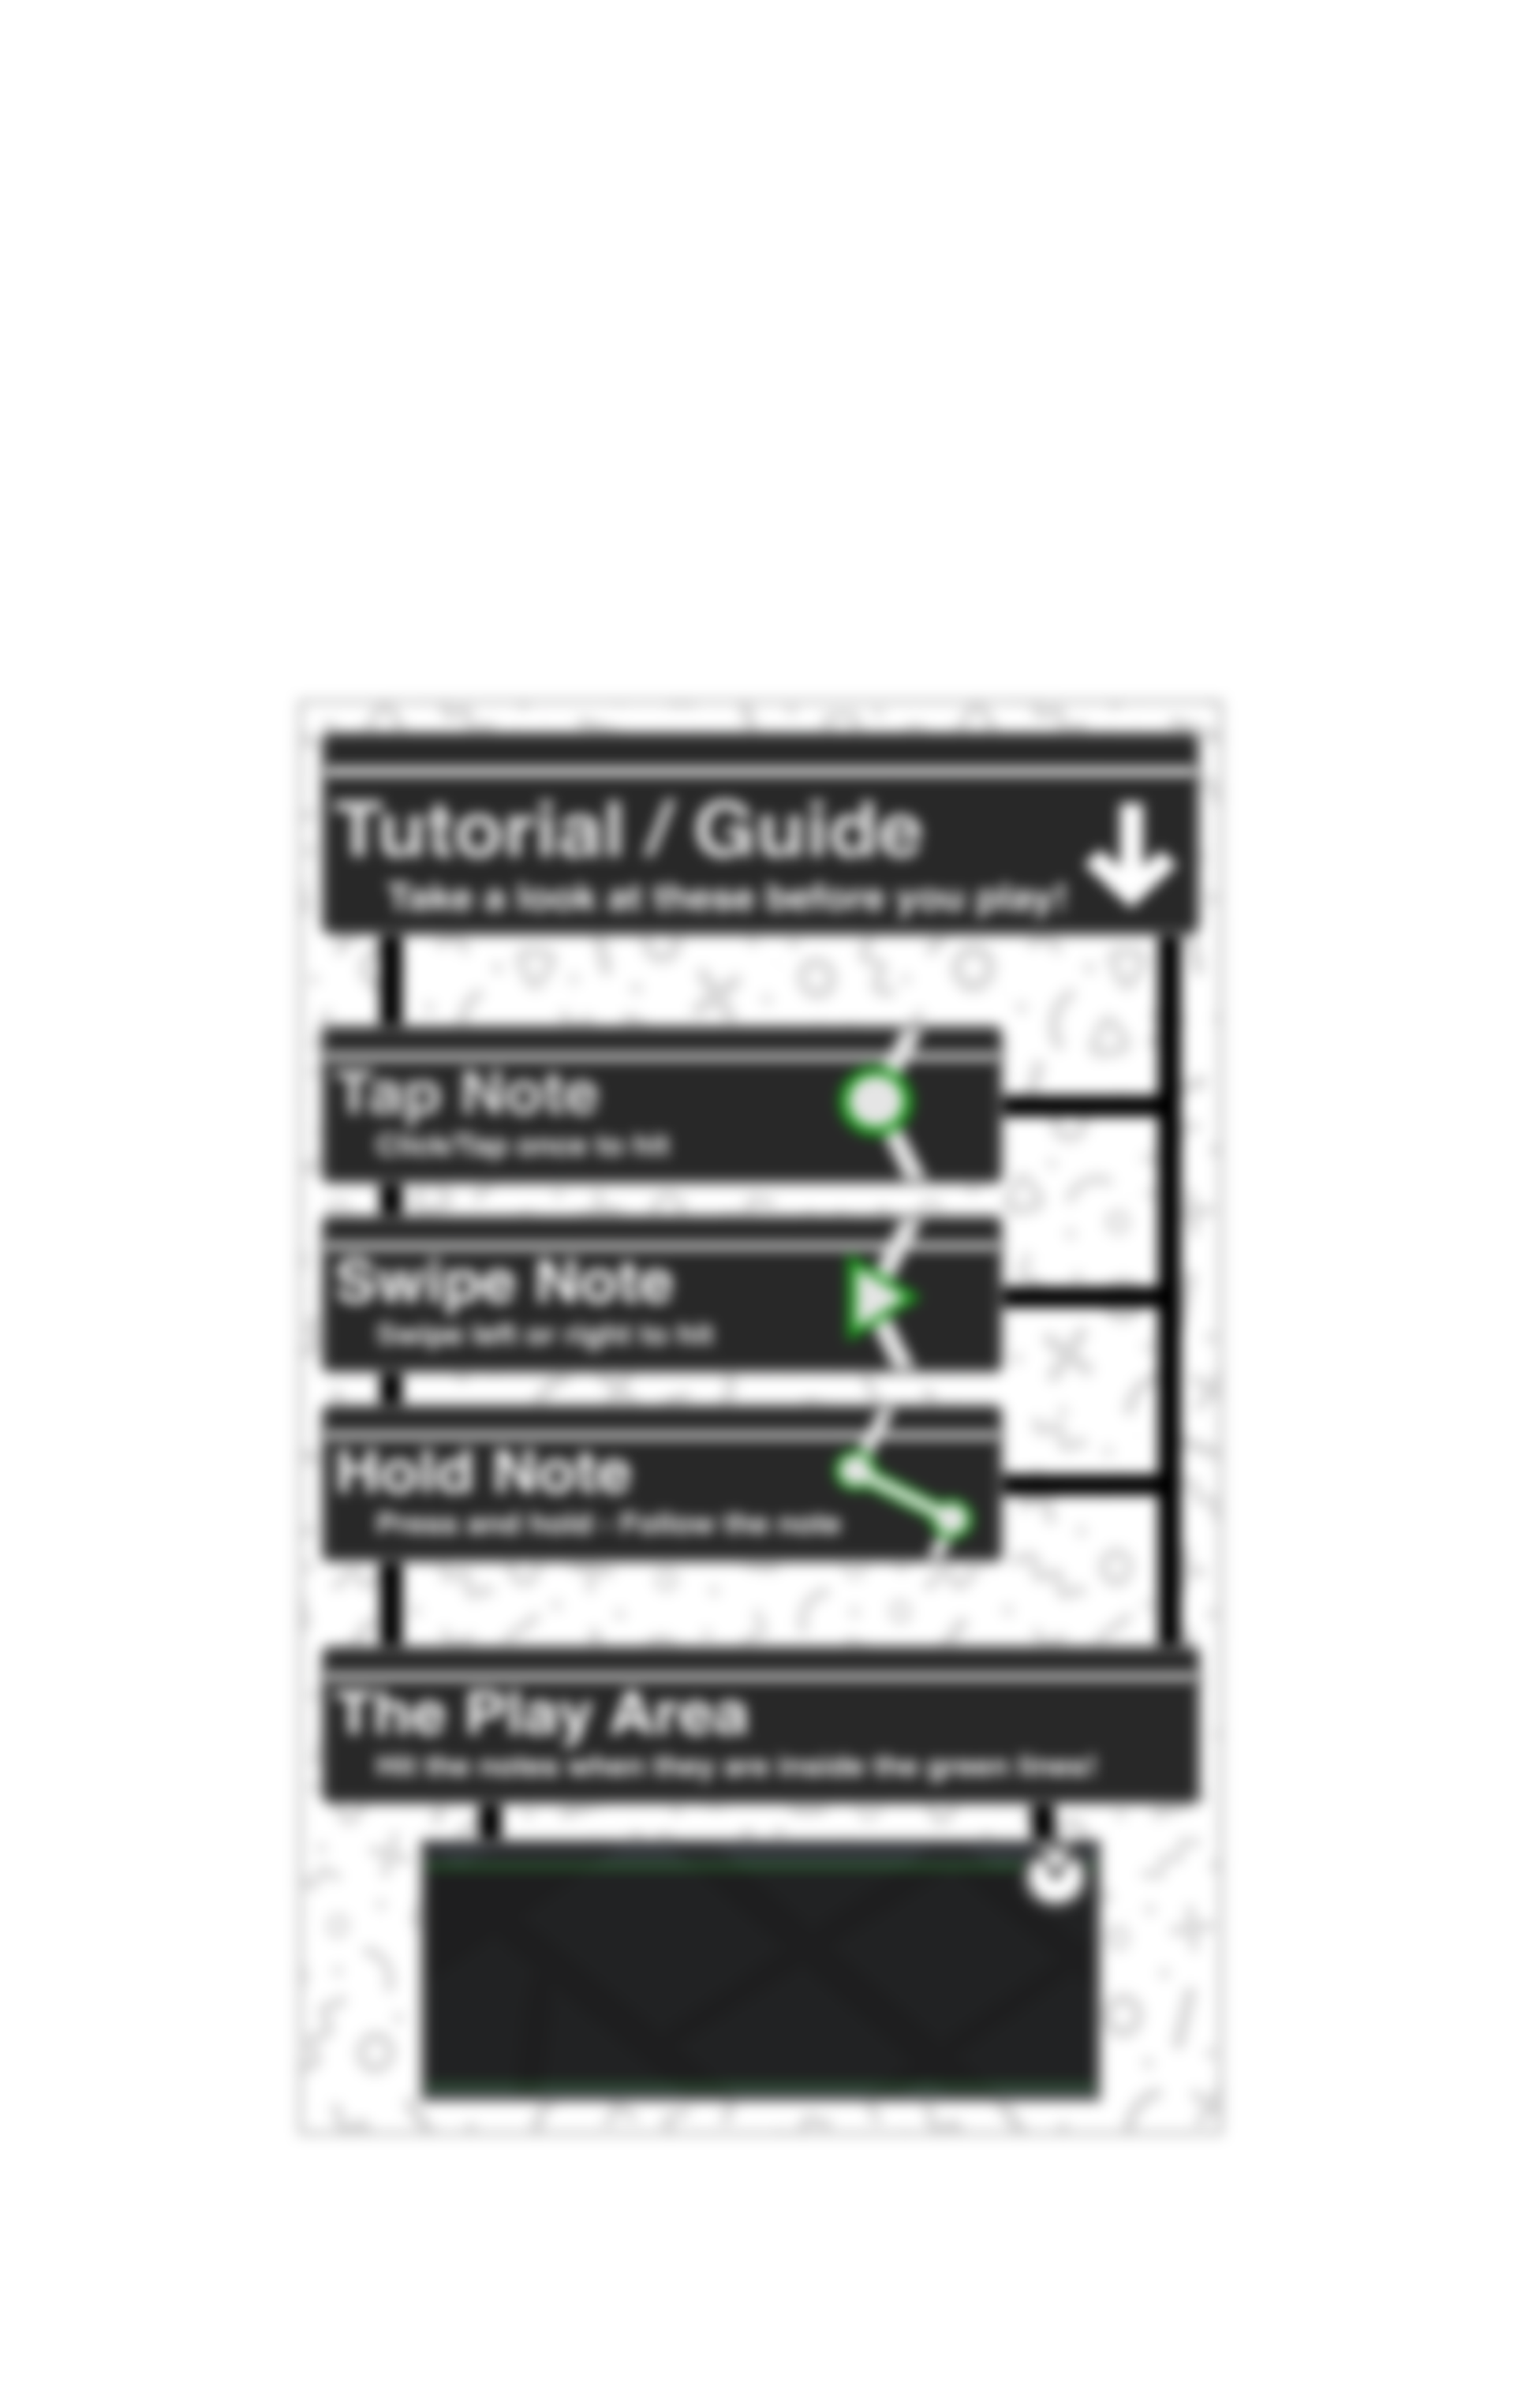 Tutorial / Guide
Take a look at these before you play!
Tap Note
Click/Tap once to hit
Swipe Note
Swipe left or right to hit
Hold Note
Press and hold - Follow the note
The Play Area
Hit the notes when they are inside the green lines!